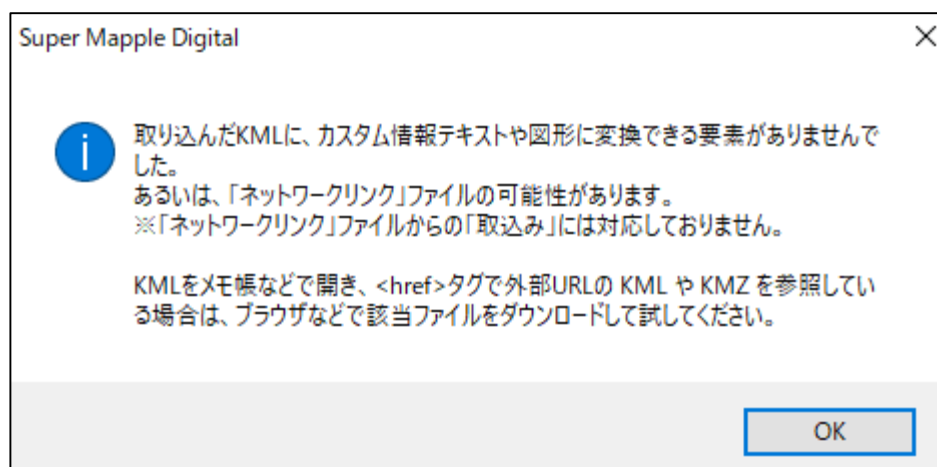 Super Mapple Digital
取り込んだKMLに、カスタム情報テキストや図形に変換できる要素がありませんで
した。
あるいは、「ネットワークリンク」ファイルの可能性があります。
※「ネットワークリンク」ファイルからの「取込み」には対応しておりません。
KMLをメモ帳などで開き、<href>タグで外部URLの KML や KMZ を参照してい
る場合は、ブラウザなどで該当ファイルをダウンロードして試してください。
OK